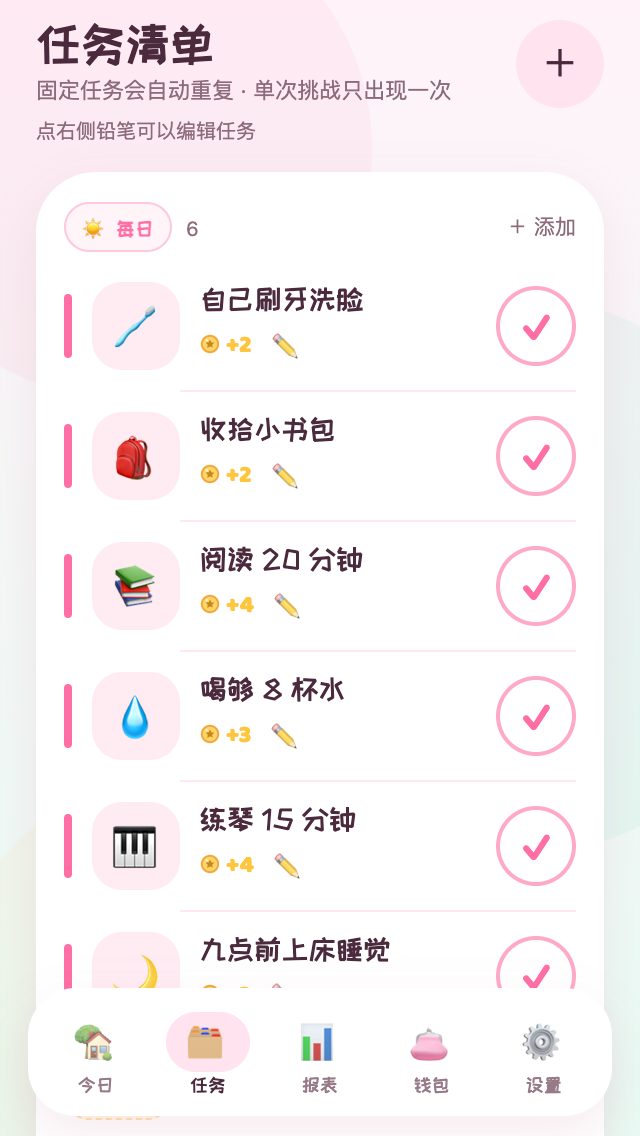 任务清单
固定任务会自动重复 · 单次挑战只出现一次
点右侧铅笔可以编辑任务
每日 6 + 添加
自己刷牙洗脸
+2
收拾小书包
+2
阅读 20 分钟
+4
喝够 8 杯水
+3
练琴 15 分钟
+4
九点前上床睡觉
今日 任务 报表 钱包 设置